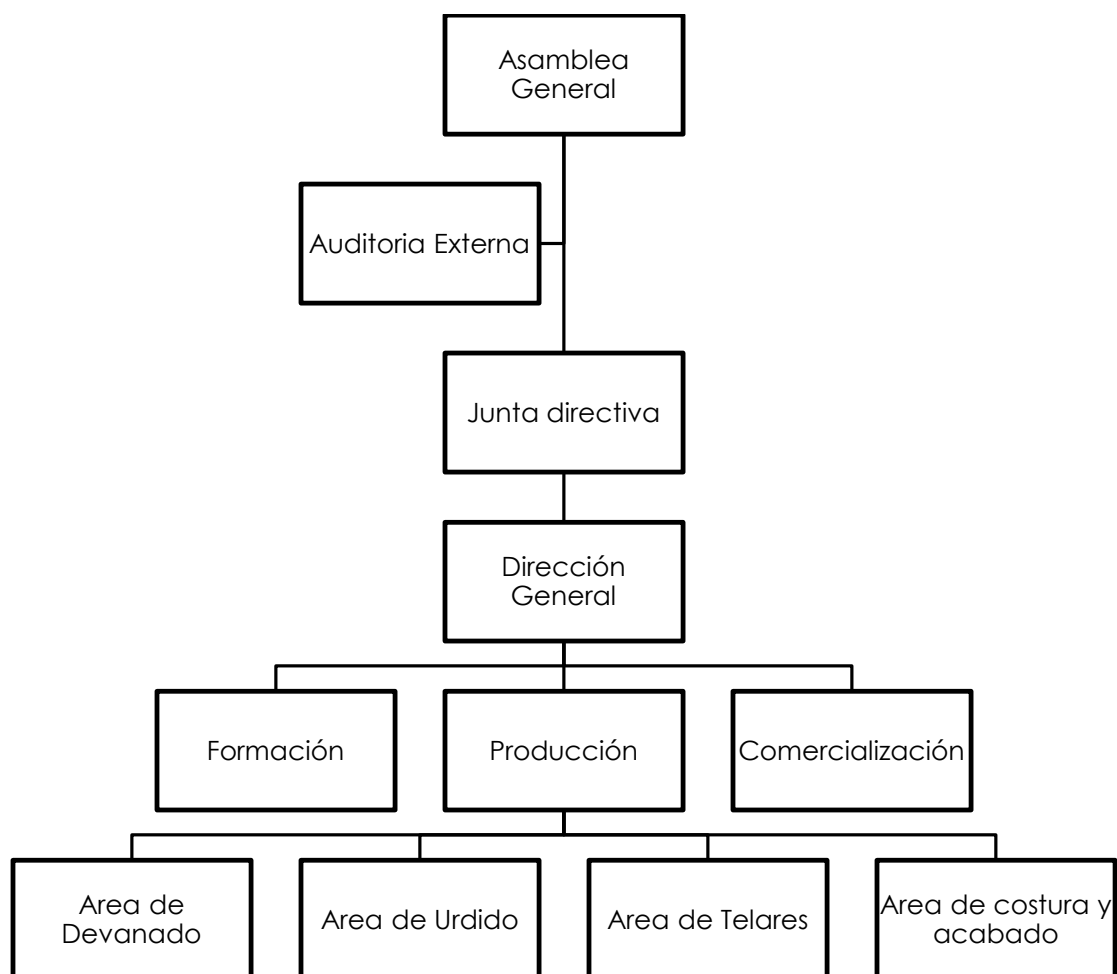 Asamblea
General
Auditoria Externa
Junta directiva
Dirección
General
Formación
Producción
Comercialización
Area de
Devanado
Area de Urdido
Area de Telares
Area de costura y
acabado